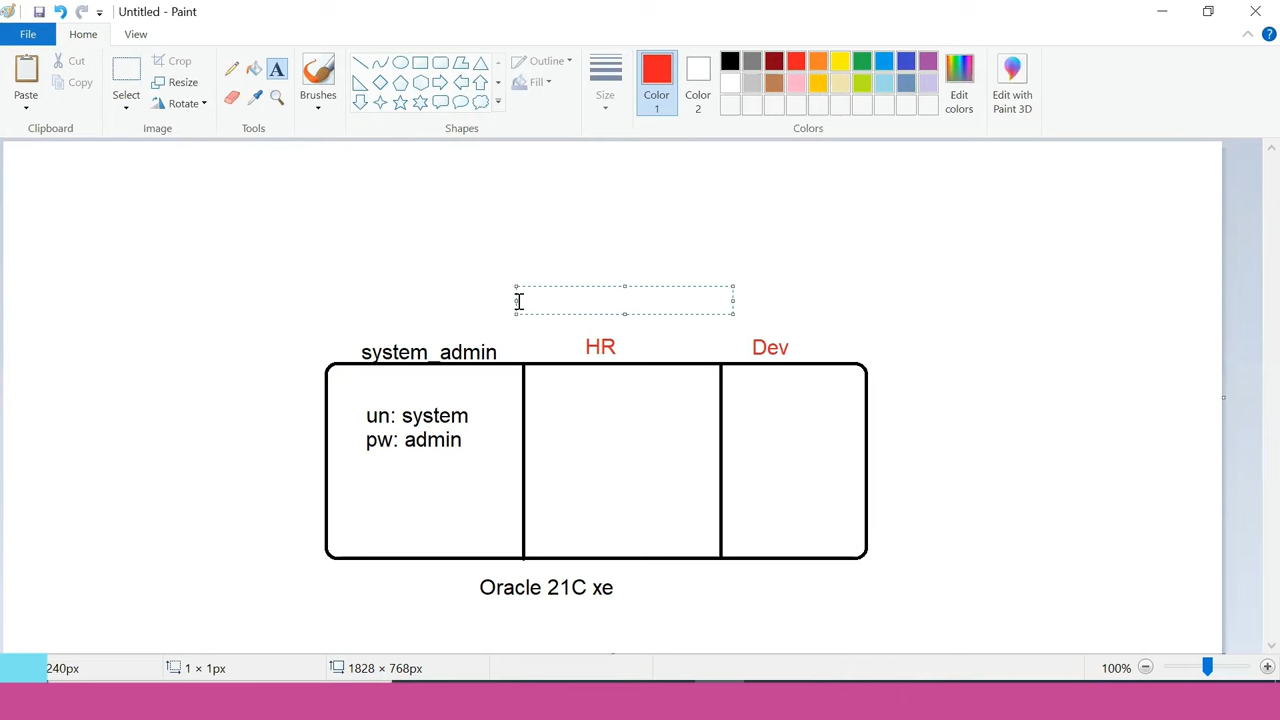 Untitled - Paint
File
Home
View
Paste
Cut
Copy
Clipboard
Select
Crop
Resize
Rotate
Image
A
Tools
Brushes
Shapes
Outline
Fill
Size
Color 1
Color 2
Edit colors
Edit with Paint 3D
Colors
system_admin
HR
Dev
un: system
pw: admin
Oracle 21C xe
240px
1 × 1px
1828 × 768px
100%